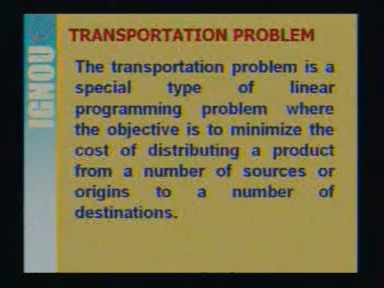 IGNOU
TRANSPORTATION PROBLEM
The transportation problem is a
special type of linear
programming problem where
the objective is to minimize the
cost of distributing a product
from a number of sources or
origins to a number of
destinations.